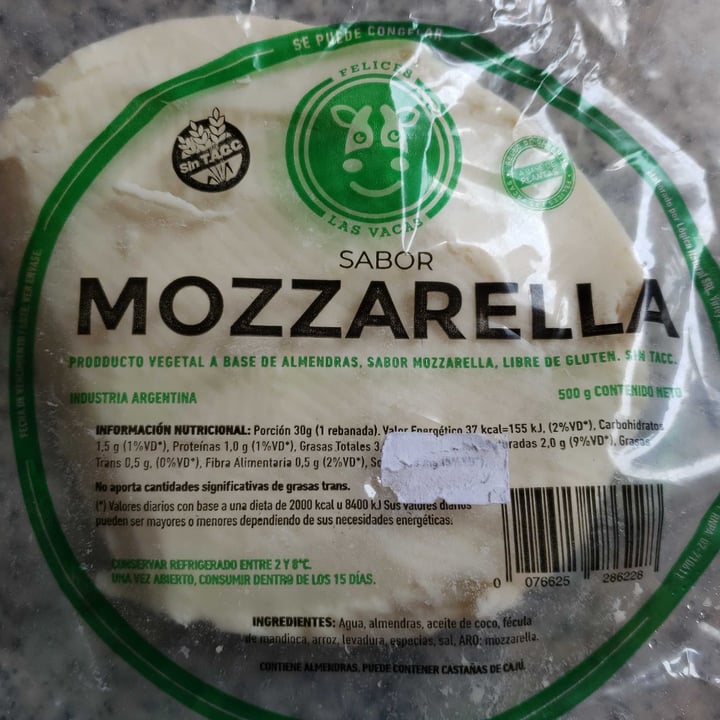 SE PUEDE CONGELAR
FELICES
LAS VACAS
Sin T.A.C.C.
SABOR
MOZZARELLA
PRODDUCTO VEGETAL A BASE DE ALMENDRAS, SABOR MOZZARELLA, LIBRE DE GLUTEN. SIN TACC.
INDUSTRIA ARGENTINA
500 g CONTENIDO NETO
INFORMACIÓN NUTRICIONAL: Porción 30g (1 rebanada). Valor Energético 37 kcal=155 kJ, (2%VD*), Carbohidratos
1,5 g (1%VD*), Proteínas 1,0 g (1%VD*), Grasas Totales 2,0 g (9%VD*), Grasas
Trans 0,5 g, (0%VD*), Fibra Alimentaria 0,5 g (2%VD*),
No aporta cantidades significativas de grasas trans.
(*) Valores diarios con base a una dieta de 2000 kcal u 8400 kJ Sus valores diarios
pueden ser mayores o menores dependiendo de sus necesidades energéticas.
CONSERVAR REFRIGERADO ENTRE 2 Y 8°C.
UNA VEZ ABIERTO, CONSUMIR DENTRO DE LOS 15 DÍAS.
0 076625 286228
INGREDIENTES: Agua, almendras, aceite de coco, fécula
de mandioca, arroz, levadura, especias, sal, ARO: mozzarella.
CONTIENE ALMENDRAS. PUEDE CONTENER CASTAÑAS DE CAJÚ.